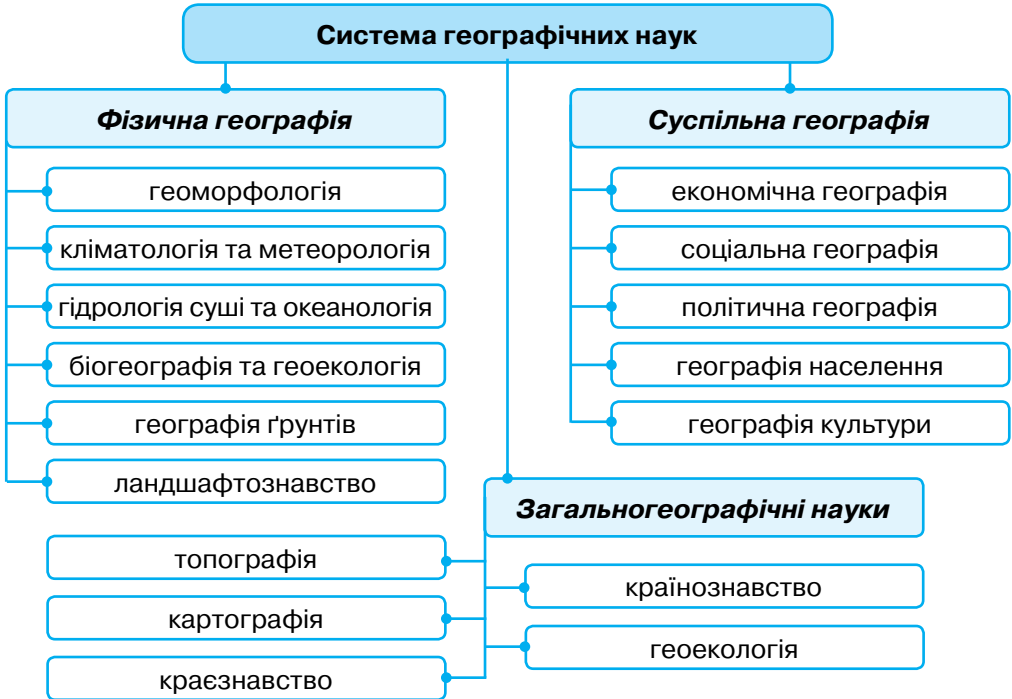 Система географічних наук
Фізична географія
геоморфологія
кліматологія та метеорологія
гідрологія суші та океанологія
біогеографія та геоекологія
географія ґрунтів
ландшафтознавство
Суспільна географія
економічна географія
соціальна географія
політична географія
географія населення
географія культури
Загальногеографічні науки
топографія
картографія
краєзнавство
країнознавство
геоекологія